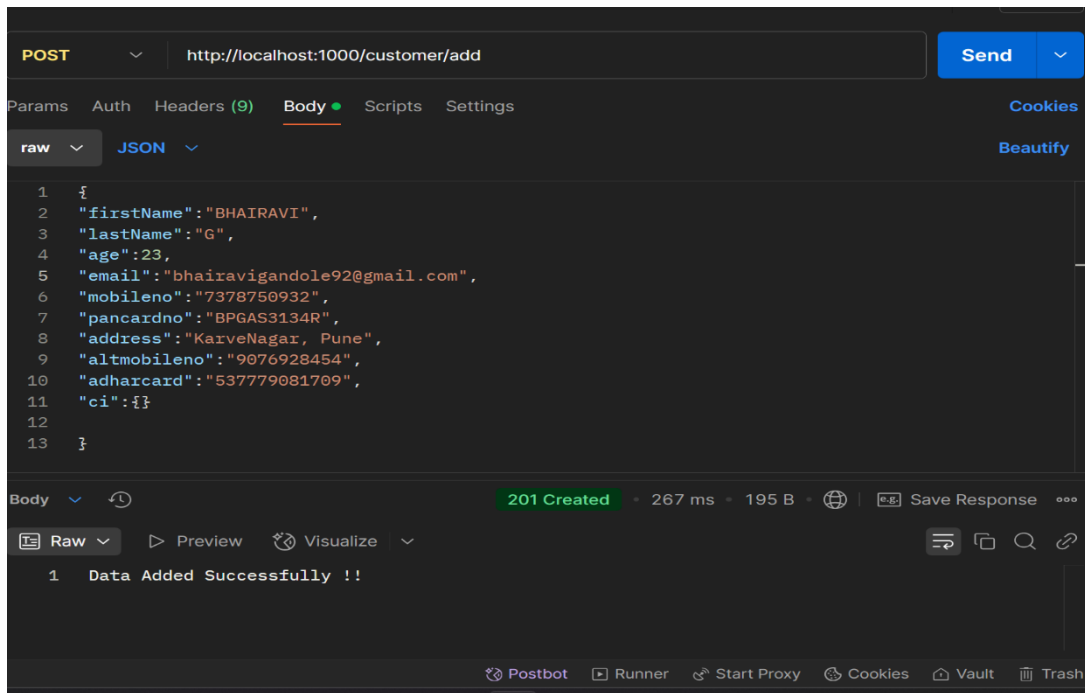 POST http://localhost:1000/customer/add Send
Params Auth Headers (9) Body Scripts Settings Cookies
raw JSON Beautify
1 {
2 "firstName":"BHAIRAVI",
3 "lastName":"G",
4 "age":23,
5 "email":"bhairavigandole92@gmail.com",
6 "mobileno":"7378750932",
7 "pancardno":"BPGAS3134R",
8 "address":"KarveNagar, Pune",
9 "altmobileno":"9076928454",
10 "adharcard":"537779081709",
11 "ci":{}
12
13 }
Body 201 Created 267 ms 195 B e.g. Save Response
Raw Preview Visualize
1 Data Added Successfully !!
Postbot Runner Start Proxy Cookies Vault Trash